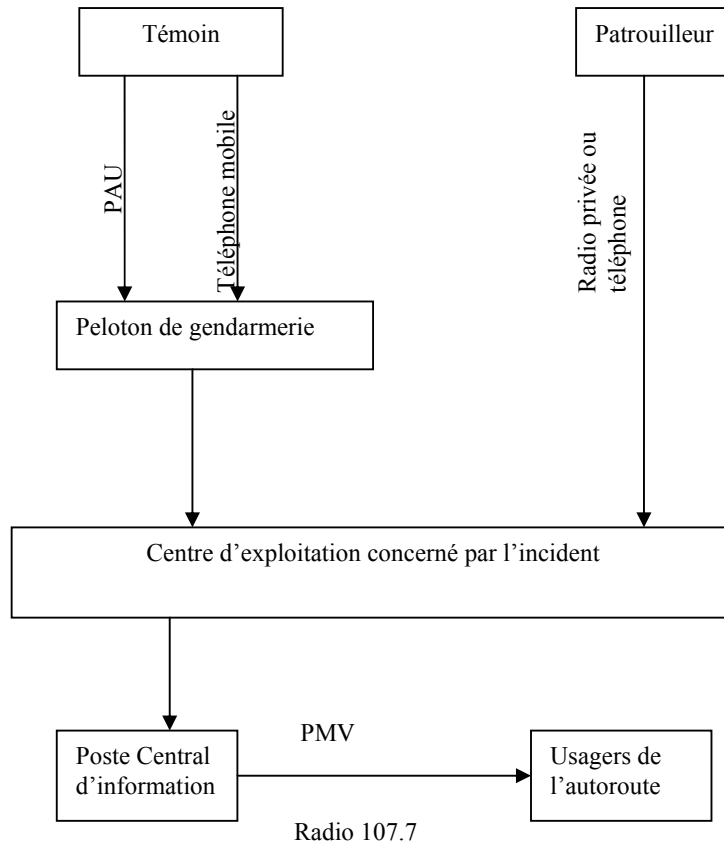 Témoin
Patrouilleur
PAU
Téléphone mobile
Radio privée ou
téléphone
Peloton de gendarmerie
Centre d’exploitation concerné par l’incident
Poste Central
d’information
PMV
Usagers de
l’autoroute
Radio 107.7